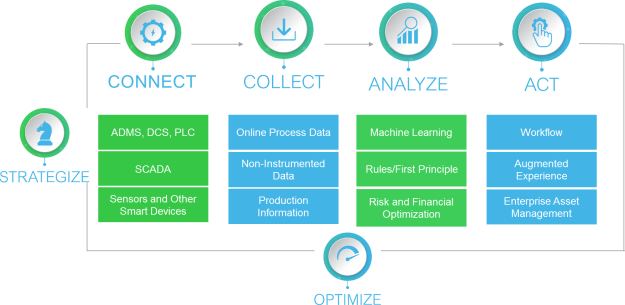 CONNECT
COLLECT
ANALYZE
ACT
STRATEGIZE
ADMS, DCS, PLC
SCADA
Sensors and Other
Smart Devices
Online Process Data
Non-Instrumented
Data
Production
Information
Machine Learning
Rules/First Principle
Risk and Financial
Optimization
Workflow
Augmented
Experience
Enterprise Asset
Management
OPTIMIZE